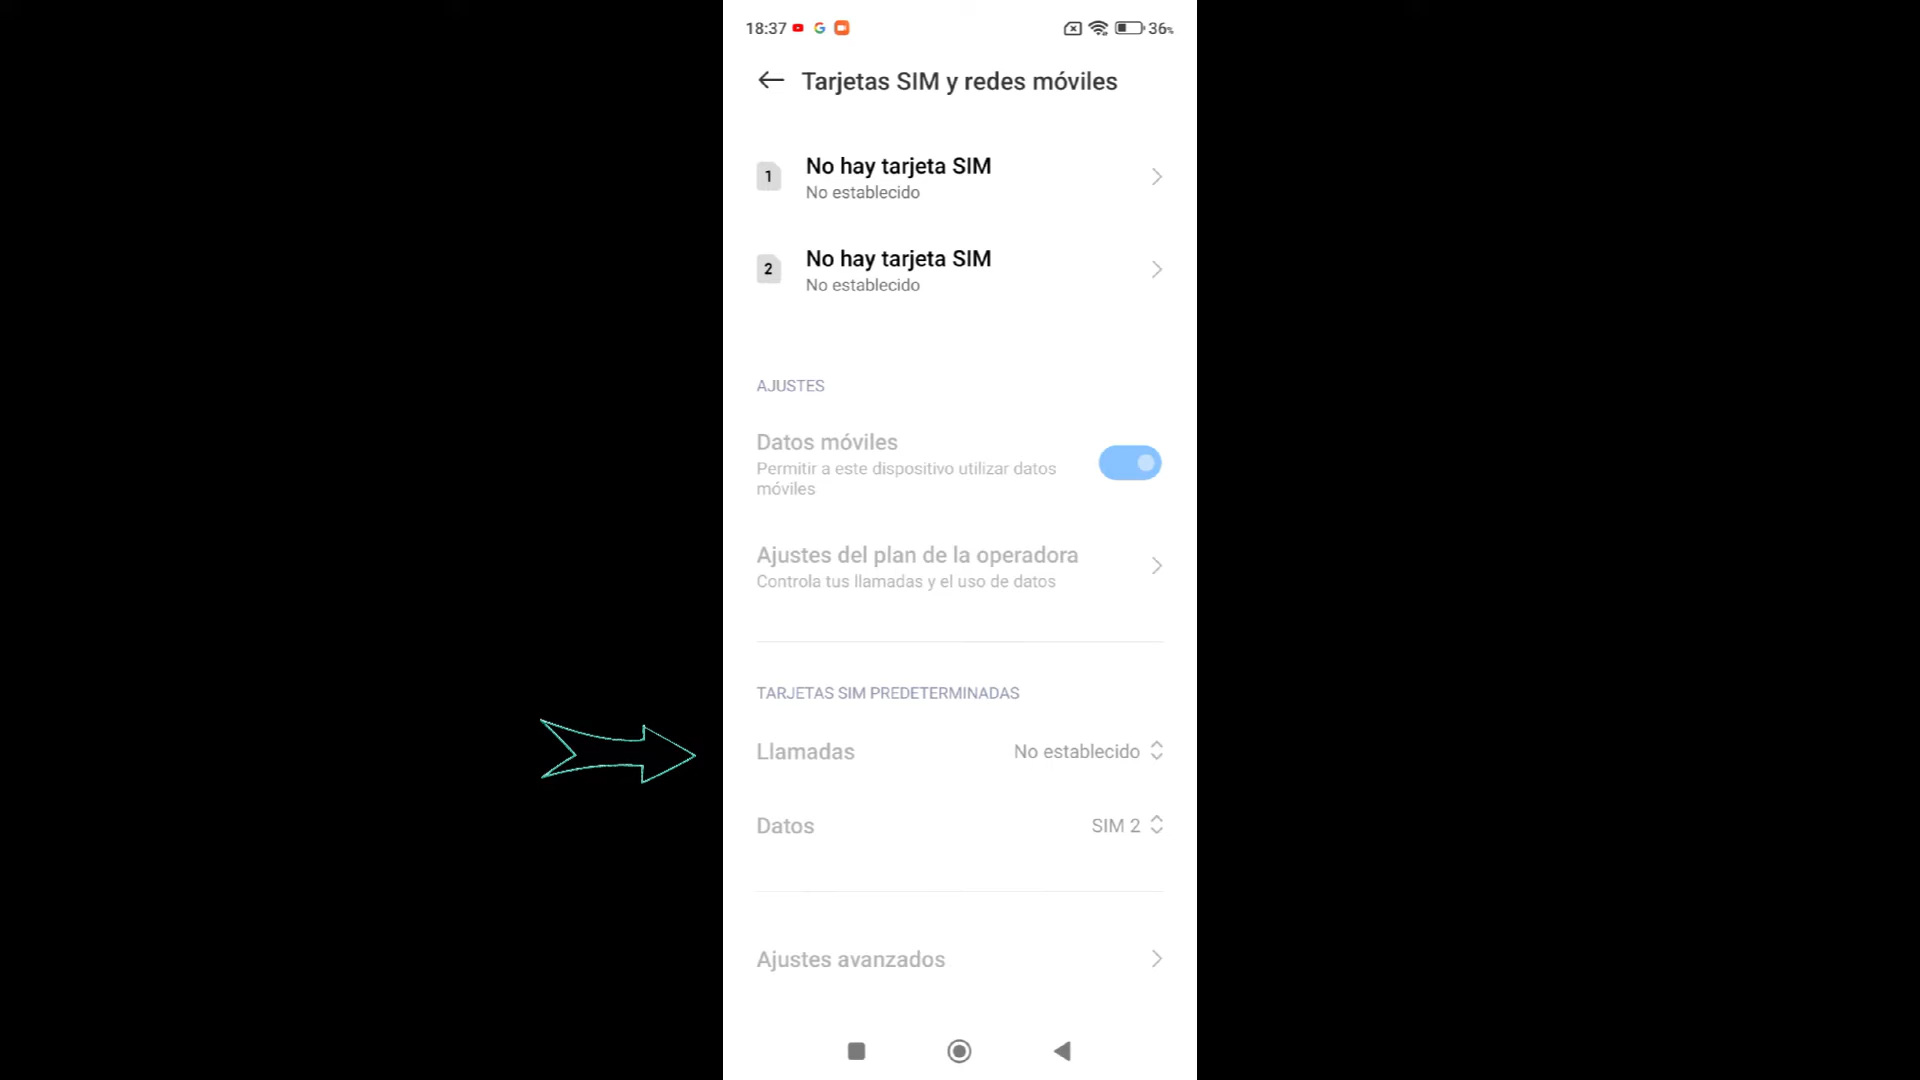 18:37 36%
Tarjetas SIM y redes móviles
1 No hay tarjeta SIM
No establecido
2 No hay tarjeta SIM
No establecido
AJUSTES
Datos móviles
Permitir a este dispositivo utilizar datos
móviles
Ajustes del plan de la operadora
Controla tus llamadas y el uso de datos
TARJETAS SIM PREDETERMINADAS
Llamadas No establecido
Datos SIM 2
Ajustes avanzados